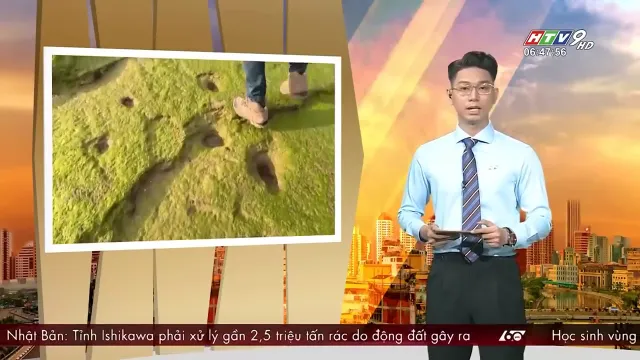 HTV9 HD
06:47:56
Nhật Bản: Tỉnh Ishikawa phải xử lý gần 2,5 triệu tấn rác do động đất gây ra
60
Học sinh vùng